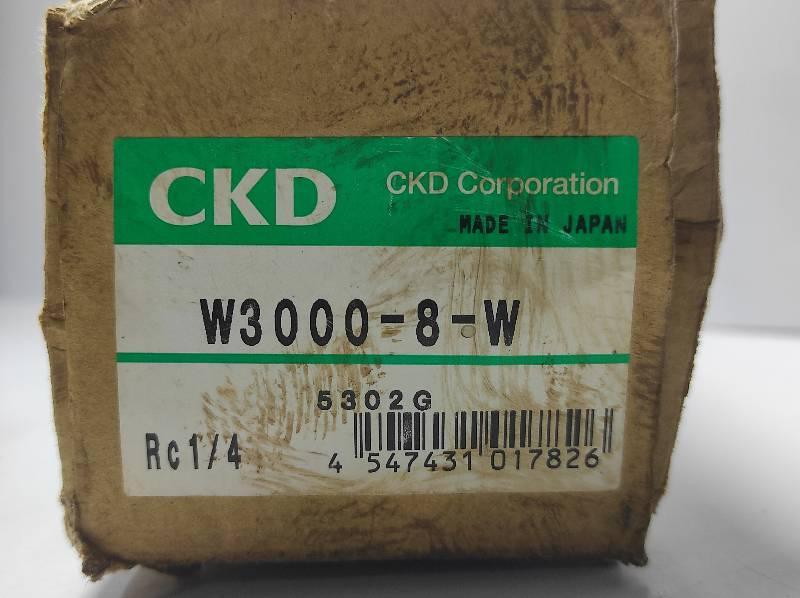 CKD
CKD Corporation
MADE IN JAPAN
W3000-8-W
5302G
Rc1/4
4 547431 017826